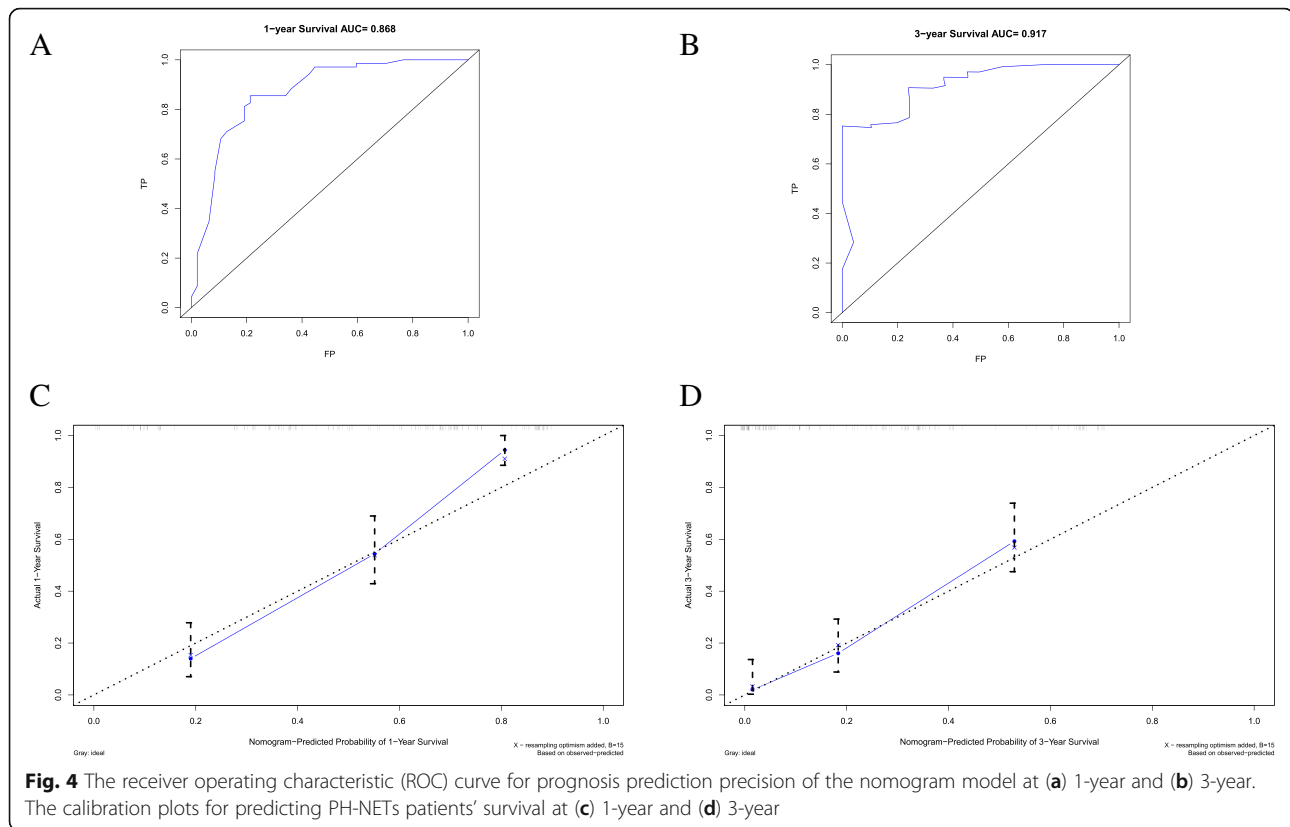 A
1−year Survival AUC= 0.868
TP
0.0 0.2 0.4 0.6 0.8 1.0
0.0 0.2 0.4 0.6 0.8 1.0
FP
B
3−year Survival AUC= 0.917
TP
0.0 0.2 0.4 0.6 0.8 1.0
0.0 0.2 0.4 0.6 0.8 1.0
FP
C
Actual 1−Year Survival
0.0 0.2 0.4 0.6 0.8 1.0
0.0 0.2 0.4 0.6 0.8 1.0
Nomogram−Predicted Probability of 1−Year Survival
Gray: ideal
X − resampling optimism added, B=15
Based on observed−predicted
D
Actual 3−Year Survival
0.0 0.2 0.4 0.6 0.8 1.0
0.0 0.2 0.4 0.6 0.8 1.0
Nomogram−Predicted Probability of 3−Year Survival
Gray: ideal
X − resampling optimism added, B=15
Based on observed−predicted
Fig. 4 The receiver operating characteristic (ROC) curve for prognosis prediction precision of the nomogram model at (a) 1-year and (b) 3-year.
The calibration plots for predicting PH-NETs patients' survival at (c) 1-year and (d) 3-year